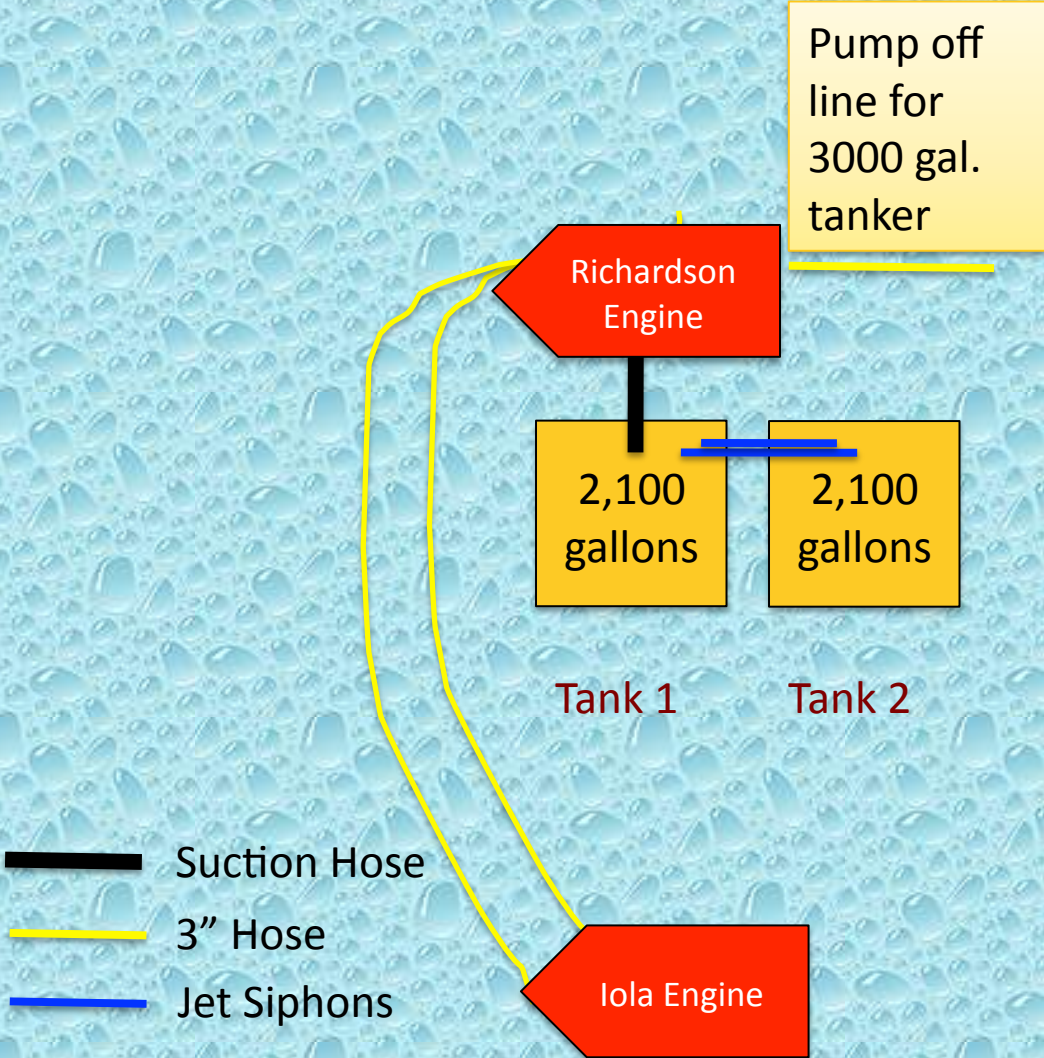 Pump off
line for
3000 gal.
tanker
Richardson
Engine
2,100
gallons
2,100
gallons
Tank 1
Tank 2
Suction Hose
3” Hose
Jet Siphons
Iola Engine